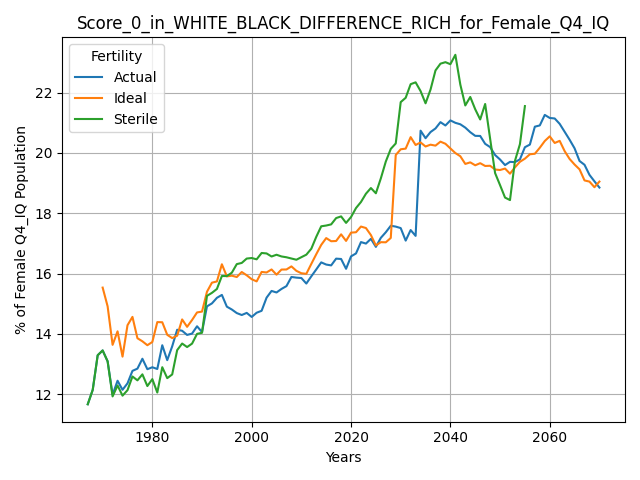 Score_0_in_WHITE_BLACK_DIFFERENCE_RICH_for_Female_Q4_IQ
Fertility
Actual
Ideal
Sterile
% of Female Q4_IQ Population
22
20
18
16
14
12
1980
2000
2020
2040
2060
Years